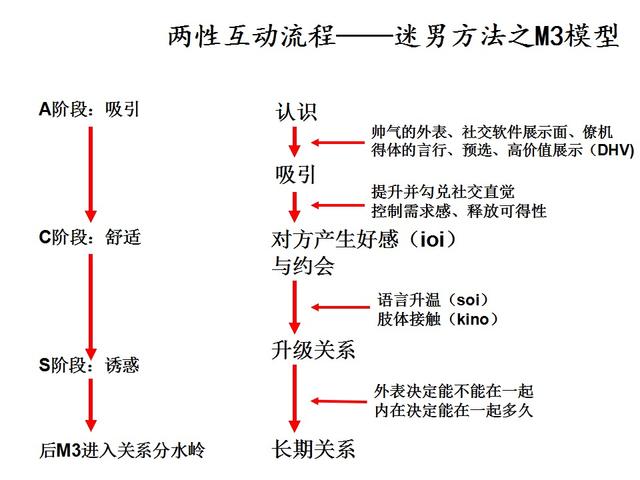 两性互动流程——迷男方法之M3模型
A阶段：吸引
认识
帅气的外表、社交软件展示面、僚机
得体的言行、预选、高价值展示（DHV)
吸引
提升并勾兑社交直觉
控制需求感、释放可得性
C阶段：舒适
对方产生好感（ioi）
与约会
语言升温（soi）
肢体接触（kino）
升级关系
S阶段：诱惑
外表决定能不能在一起
内在决定能在一起多久
后M3进入关系分水岭
长期关系